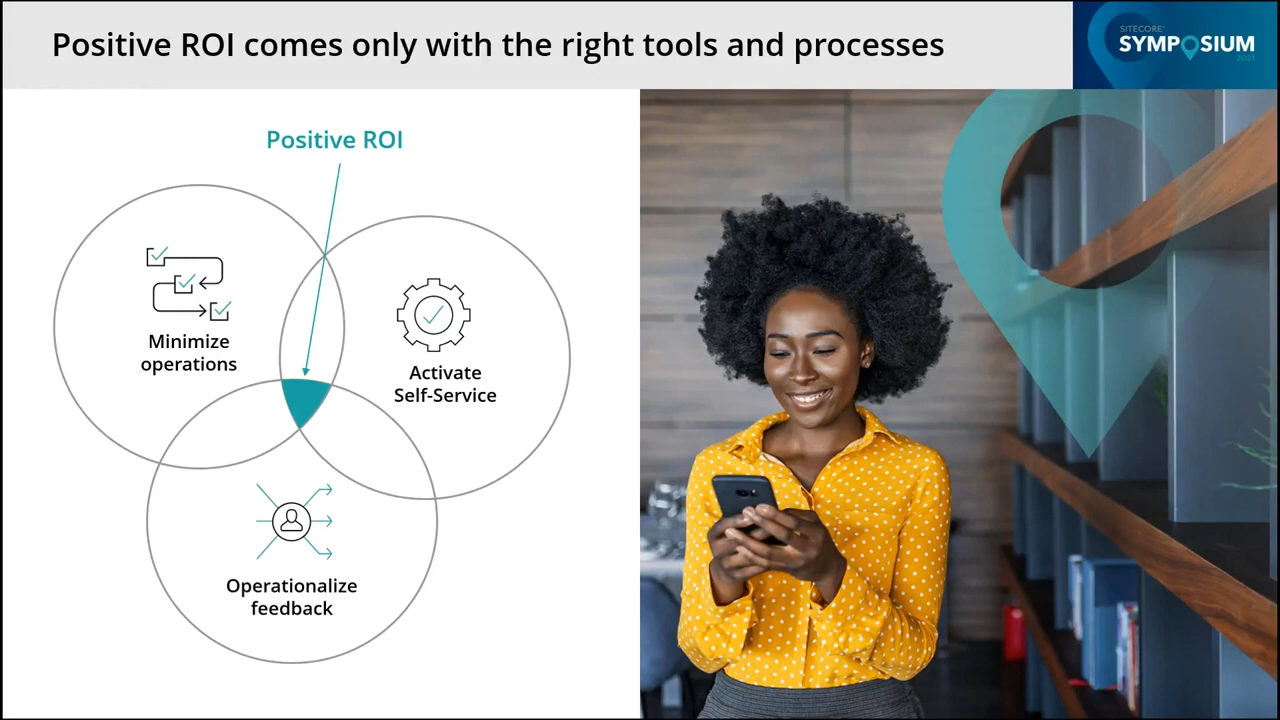 Positive ROI comes only with the right tools and processes
SITECORE™
SYMPOSIUM
2021
Positive ROI
Minimize
operations
Activate
Self-Service
Operationalize
feedback